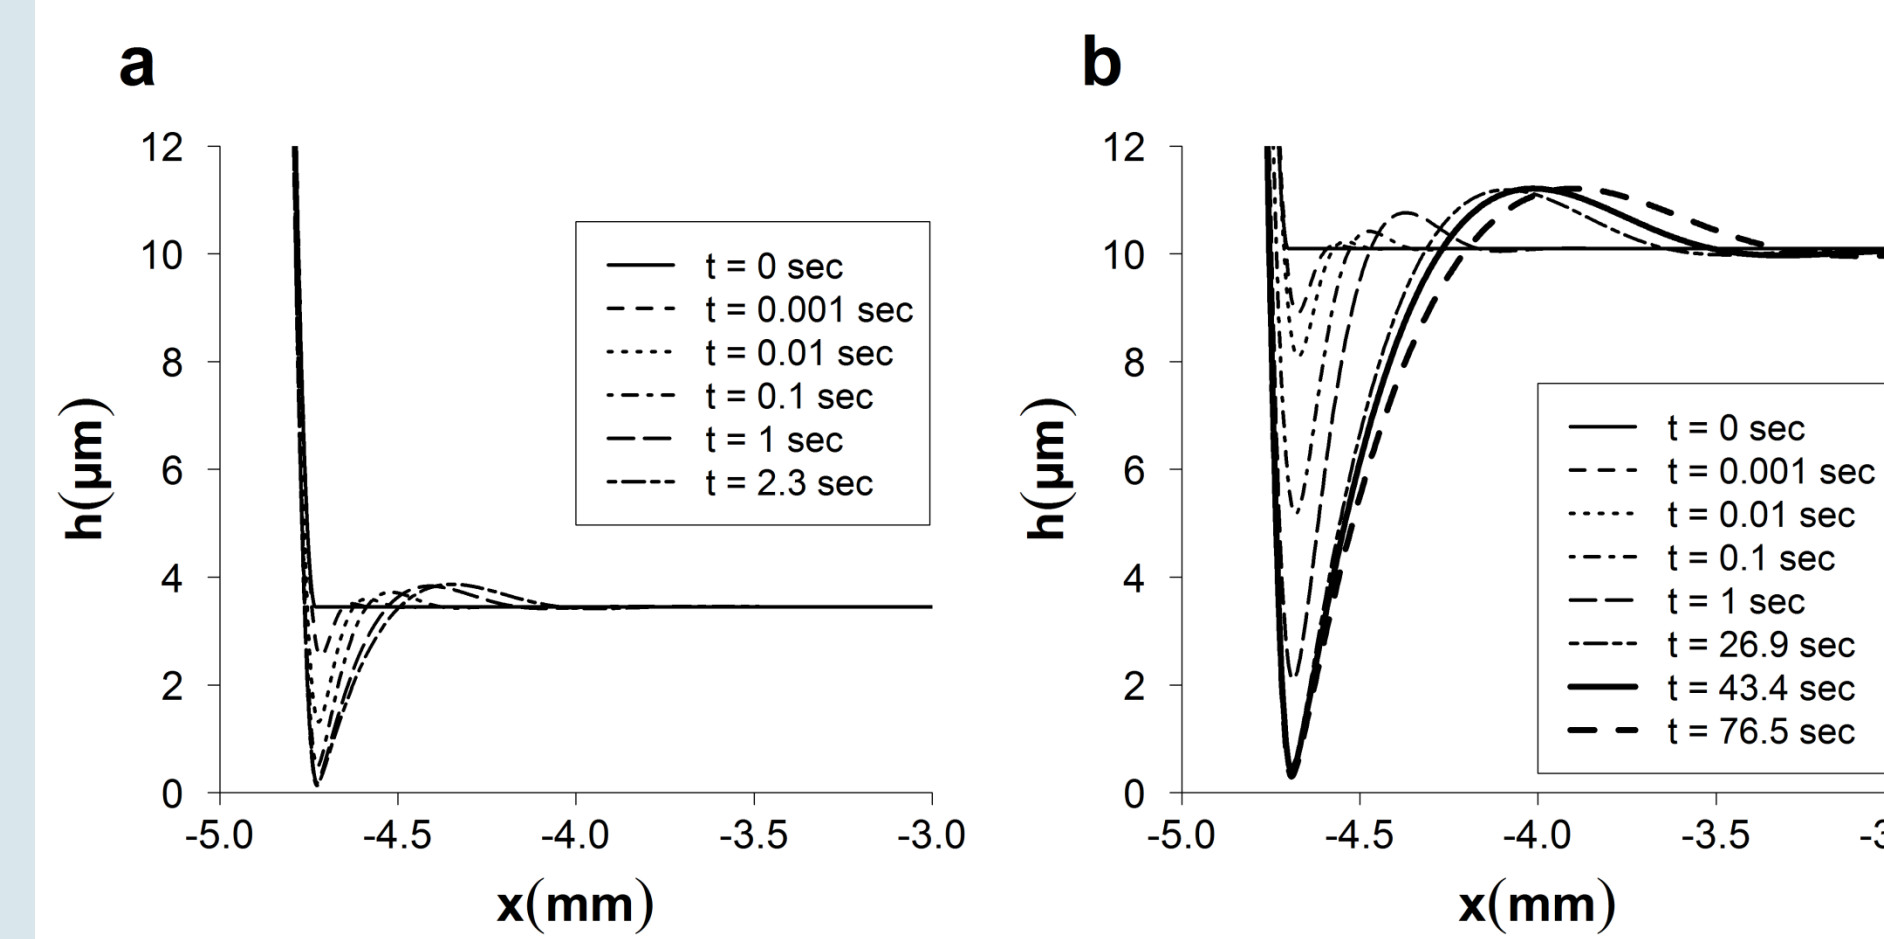 a
12
10
8
6
4
2
0
h(μm)
-5.0 -4.5 -4.0 -3.5 -3.0
x(mm)
t = 0 sec
t = 0.001 sec
t = 0.01 sec
t = 0.1 sec
t = 1 sec
t = 2.3 sec
b
12
10
8
6
4
2
0
h(μm)
-5.0 -4.5 -4.0 -3.5
x(mm)
t = 0 sec
t = 0.001 sec
t = 0.01 sec
t = 0.1 sec
t = 1 sec
t = 26.9 sec
t = 43.4 sec
t = 76.5 sec